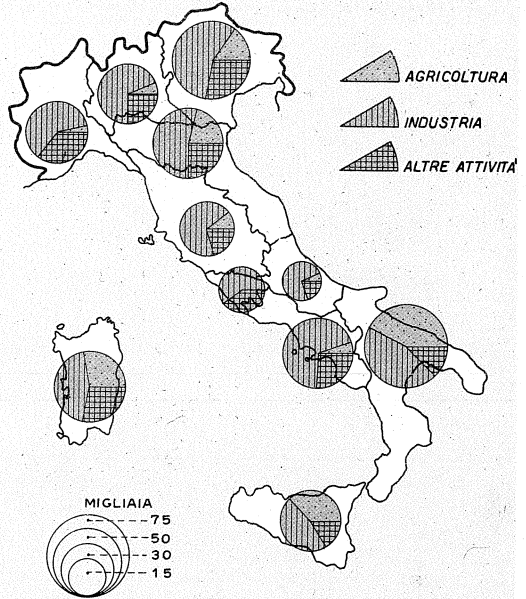 AGRICOLTURA
INDUSTRIA
ALTRE ATTIVITA'
MIGLIAIA
75
50
30
15